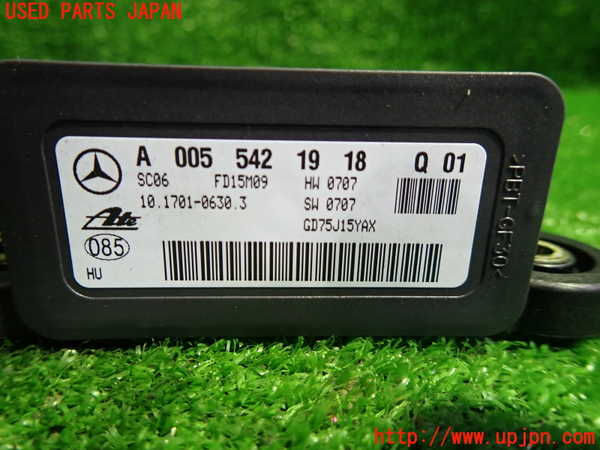 USED PARTS JAPAN
A 005 542 19 18 Q 01
SC06 FD15M09 HW 0707
10.1701-0630.3 SW 0707
Ate GD75J15YAX
085
HU
>PBT-GF30<
http://www.upjpn.com/